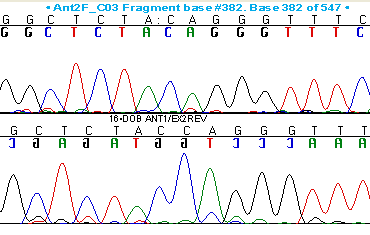 • Ant2F_C03 Fragment base #382. Base 382 of 547 •
G G C T C T A : C A G G G T T T C
G G C T C T A C A G G G T T T C
16•DOB ANT1/EX2REV
G C T C T A C C A G G G T T T
C G A G A T G G T C C C A A A